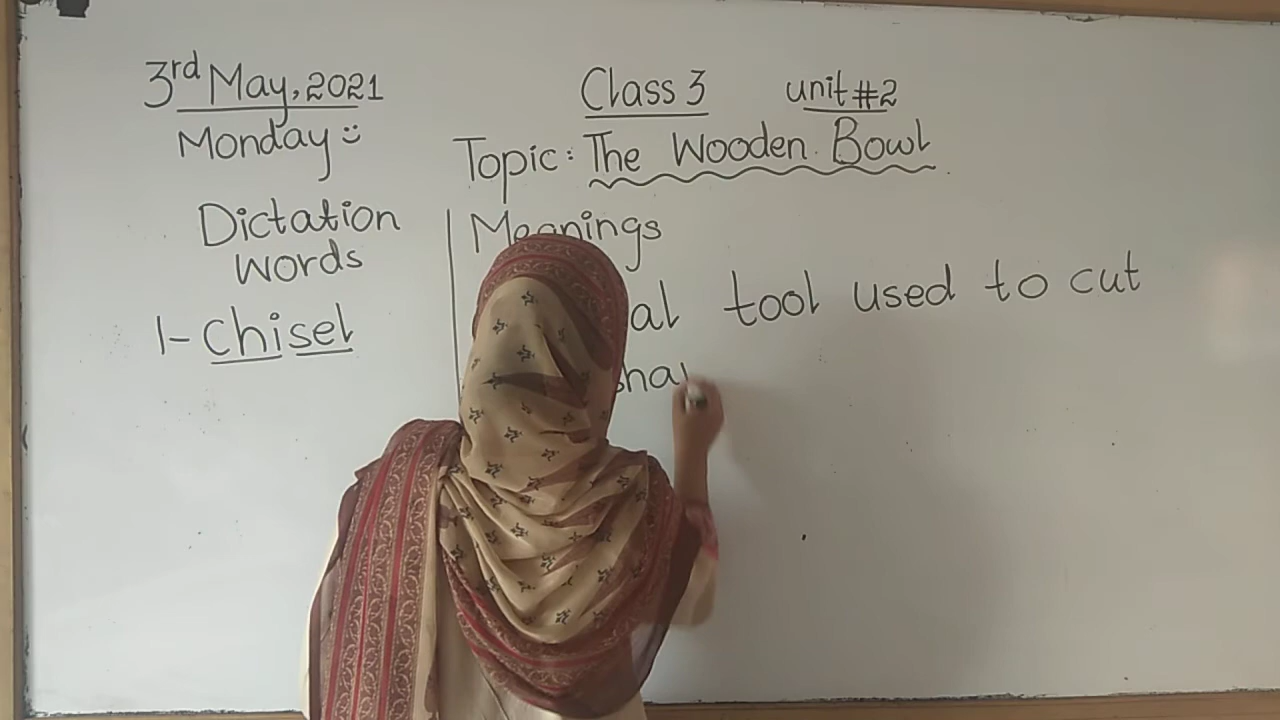 3rd May, 2021
Monday
Class 3 unit #2
Topic: The Wooden Bowl
Dictation
words
Meanings
1- Chisel
tool used to cut